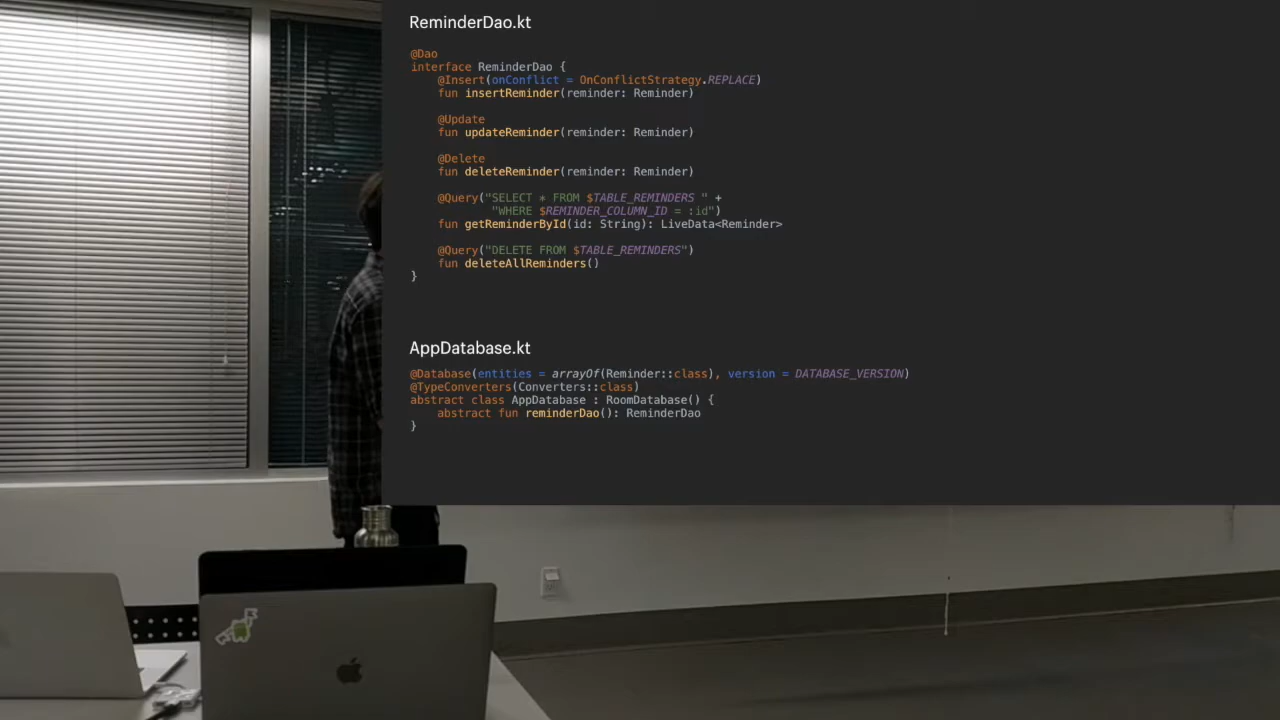 ReminderDao.kt
@Dao
interface ReminderDao {
    @Insert(onConflict = OnConflictStrategy.REPLACE)
    fun insertReminder(reminder: Reminder)
    @Update
    fun updateReminder(reminder: Reminder)
    @Delete
    fun deleteReminder(reminder: Reminder)
    @Query("SELECT * FROM $TABLE_REMINDERS " +
            "WHERE $REMINDER_COLUMN_ID = :id")
    fun getReminderById(id: String): LiveData<Reminder>
    @Query("DELETE FROM $TABLE_REMINDERS")
    fun deleteAllReminders()
}
AppDatabase.kt
@Database(entities = arrayOf(Reminder::class), version = DATABASE_VERSION)
@TypeConverters(Converters::class)
abstract class AppDatabase : RoomDatabase() {
    abstract fun reminderDao(): ReminderDao
}